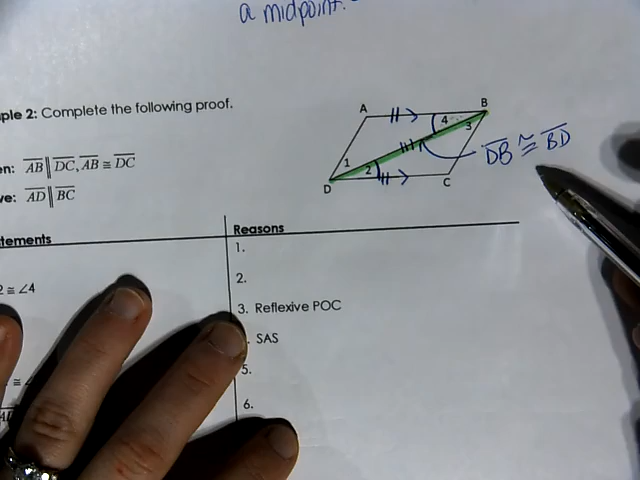 a midpoint.
ple 2: Complete the following proof.
en: AB ∥ DC, AB ≅ DC
ve: AD ∥ BC
A
B
4
3
1
2
D
C
DB ≅ BD
tements
Reasons
1.
2 ≅ ∠4
2.
3. Reflexive POC
. SAS
5.
≅ ∠
6.